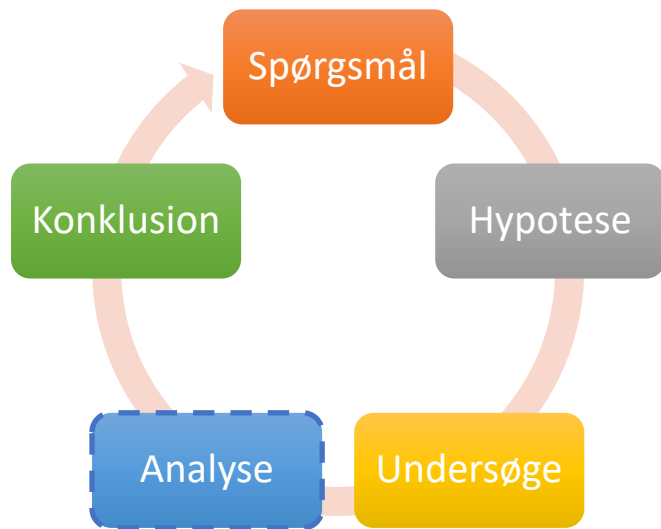 Spørgsmål
Hypotese
Undersøge
Analyse
Konklusion